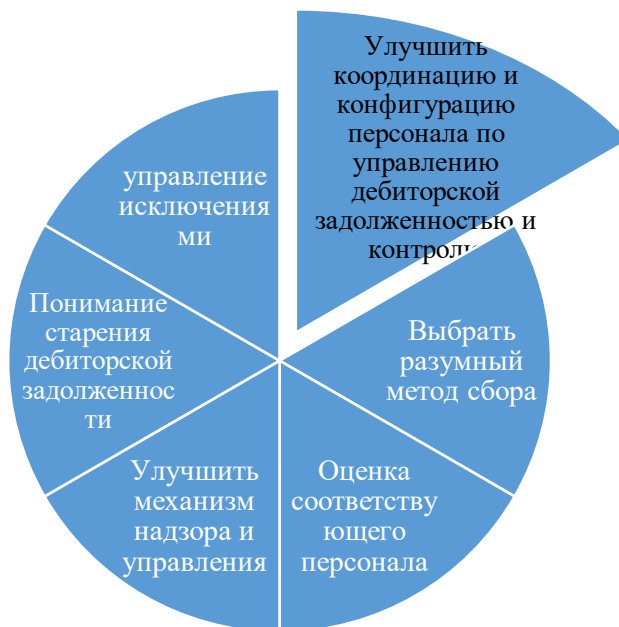 Улучшить
координацию и
конфигурацию
персонала по
управлению
дебиторской
задолженностью и
Выбрать
разумный
метод сбора
Оценка
соответству
ющего
персонала
Улучшить
механизм
надзора и
управления
Понимание
старения
дебиторской
задолженнос
ти
управление
исключения
ми